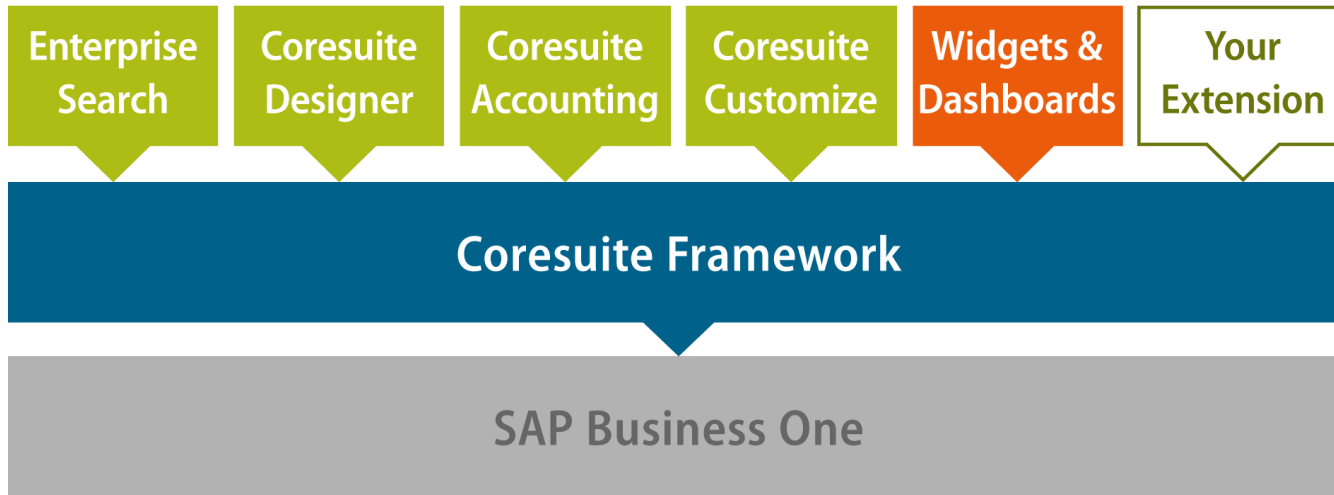 Enterprise
Search
Coresuite
Designer
Coresuite
Accounting
Coresuite
Customize
Widgets &
Dashboards
Your
Extension
Coresuite Framework
SAP Business One